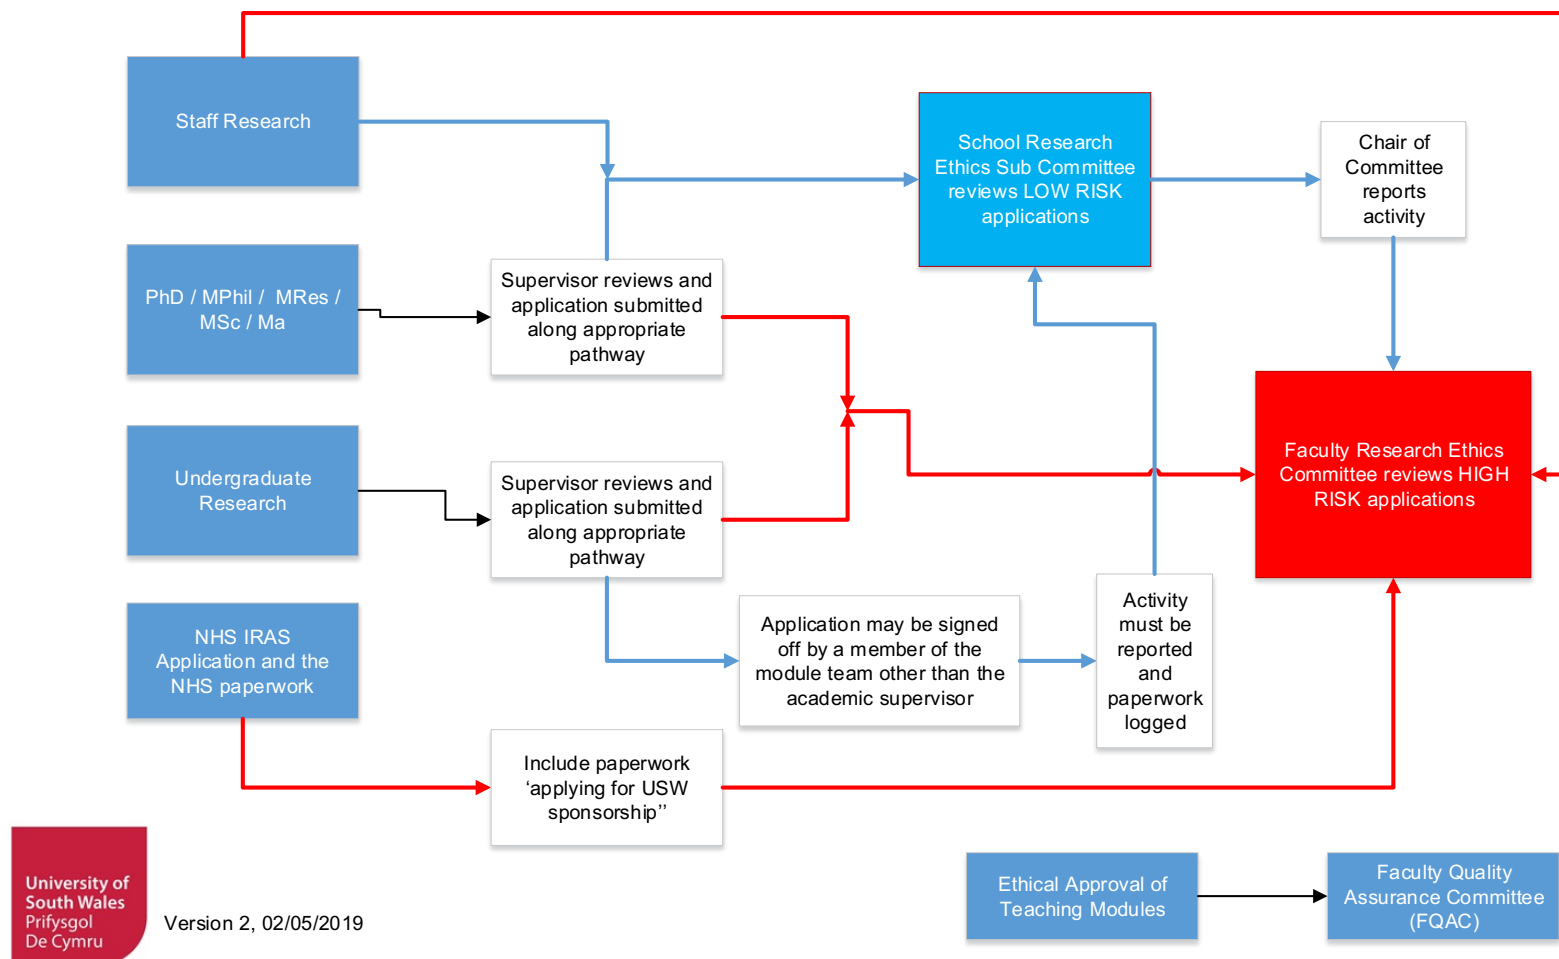 Staff Research
School Research
Ethics Sub Committee
reviews LOW RISK
applications
Chair of
Committee
reports
activity
PhD / MPhil /  MRes /
MSc / Ma
Supervisor reviews and
application submitted
along appropriate
pathway
Undergraduate
Research
Supervisor reviews and
application submitted
along appropriate
pathway
Faculty Research Ethics
Committee reviews HIGH
RISK applications
NHS IRAS
Application and the
NHS paperwork
Application may be signed
off by a member of the
module team other than the
academic supervisor
Activity
must be
reported
and
paperwork
logged
Include paperwork
‘applying for USW
sponsorship’’
University of
South Wales
Prifysgol
De Cymru
Version 2, 02/05/2019
Ethical Approval of
Teaching Modules
Faculty Quality
Assurance Committee
(FQAC)